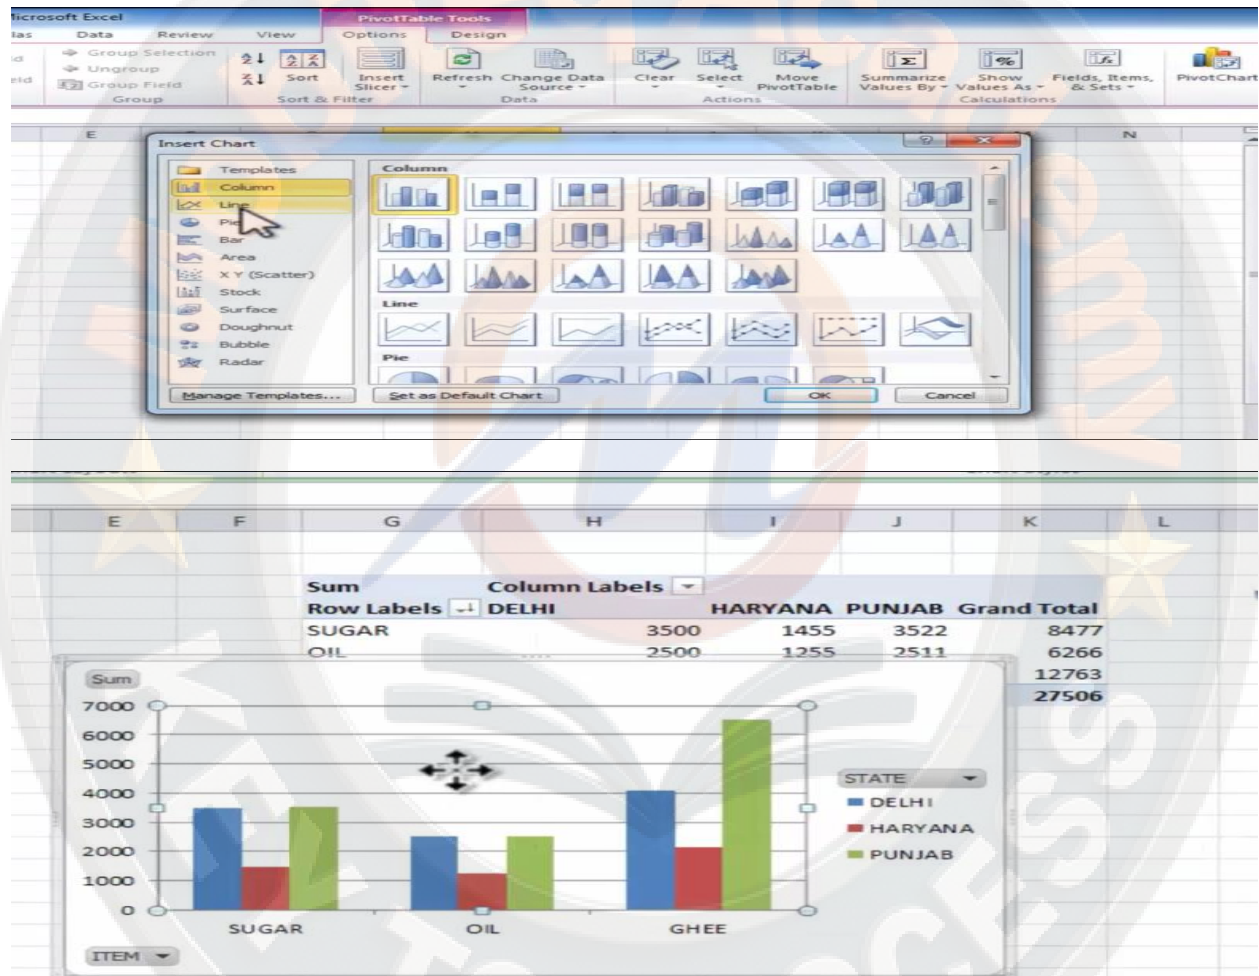 Microsoft Excel
PivotTable Tools
Data Review View Options Design
Group Selection
Ungroup
Group Field
Group
Sort
Sort & Filter
Insert Slicer
Refresh
Change Data Source
Data
Clear
Select
Move PivotTable
Actions
Summarize Values By
Show Values As
Fields, Items, & Sets
Calculations
PivotChart
E N
Insert Chart
Templates
Column
Line
Pie
Bar
Area
X Y (Scatter)
Stock
Surface
Doughnut
Bubble
Radar
Column
Line
Pie
Manage Templates...
Set as Default Chart
OK
Cancel
E F G H I J K L
Sum Column Labels
Row Labels DELHI HARYANA PUNJAB Grand Total
SUGAR 3500 1455 3522 8477
OIL 2500 1255 2511 6266
12763
27506
Sum
7000
6000
5000
4000
3000
2000
1000
0
SUGAR OIL GHEE
STATE
DELHI
HARYANA
PUNJAB
ITEM